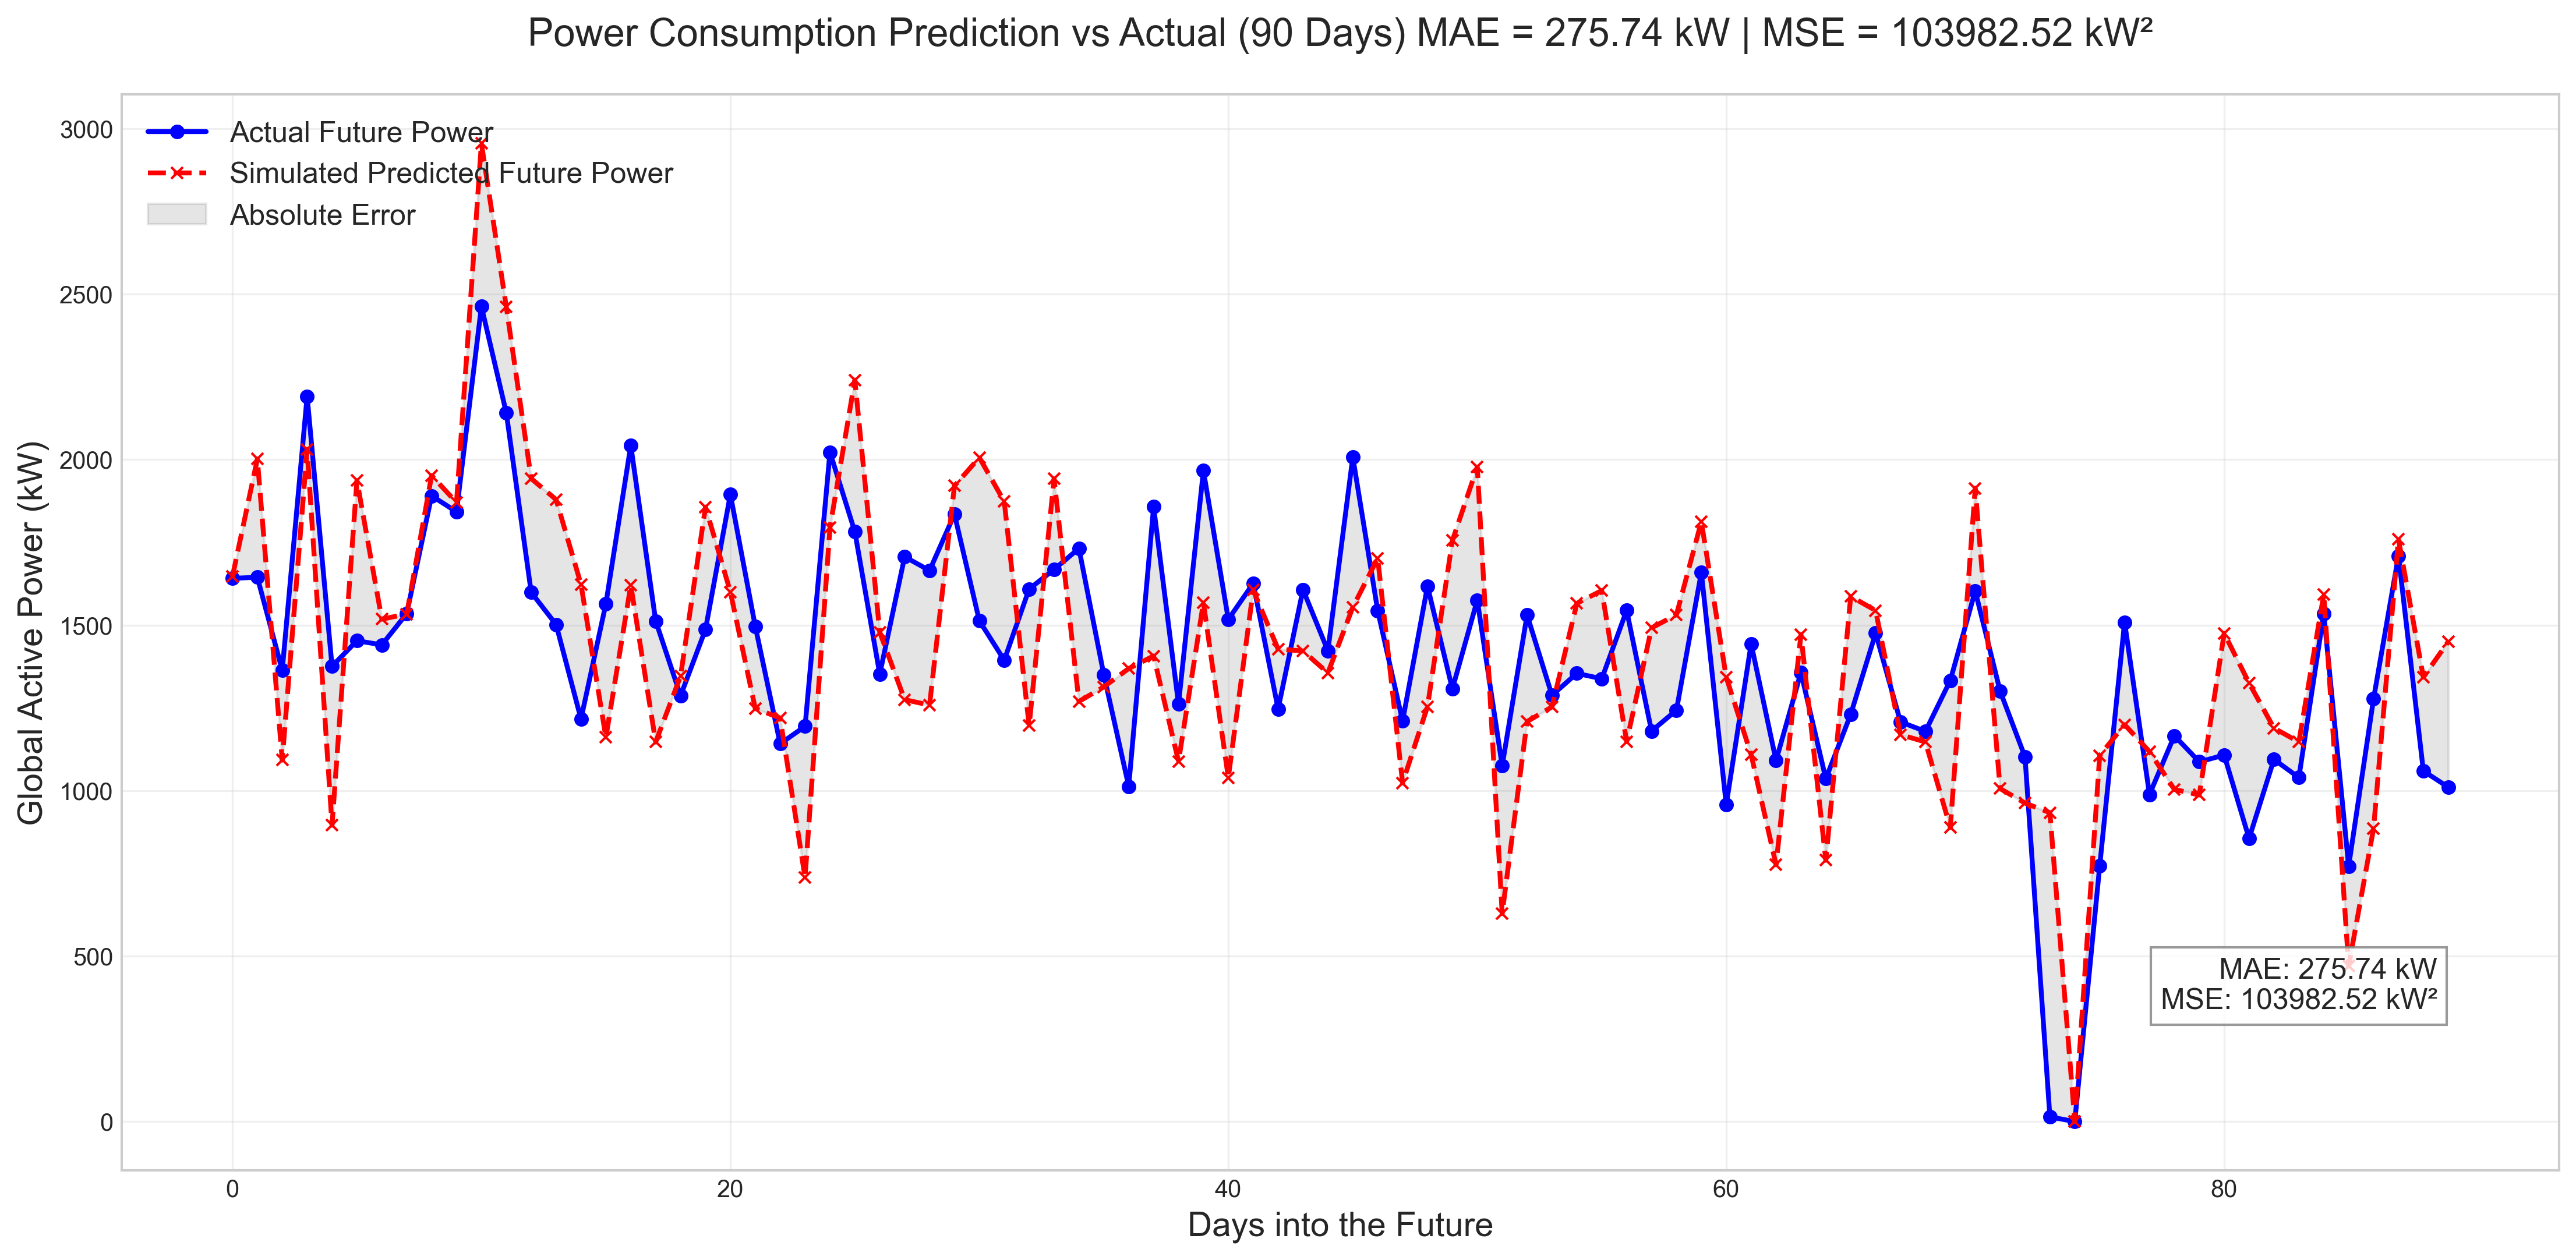 Power Consumption Prediction vs Actual (90 Days) MAE = 275.74 kW | MSE = 103982.52 kW²
Actual Future Power
Simulated Predicted Future Power
Absolute Error
Global Active Power (kW)
3000
2500
2000
1500
1000
500
0
MAE: 275.74 kW
MSE: 103982.52 kW²
0 20 40 60 80
Days into the Future